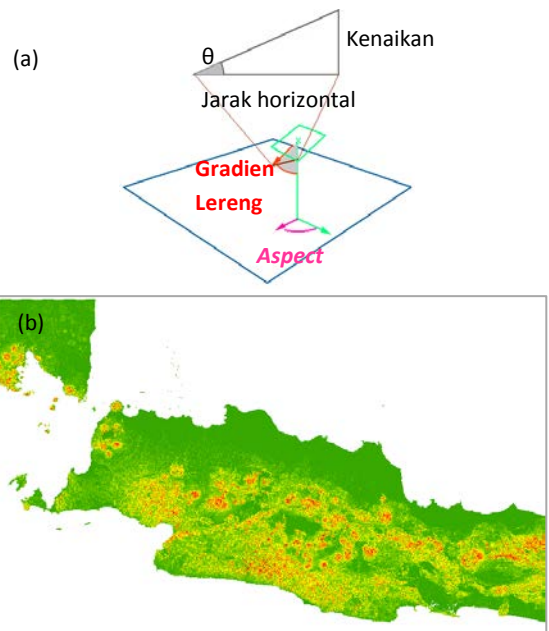 (a)
Kenaikan
θ
Jarak horizontal
Gradien
Lereng
Aspect
(b)